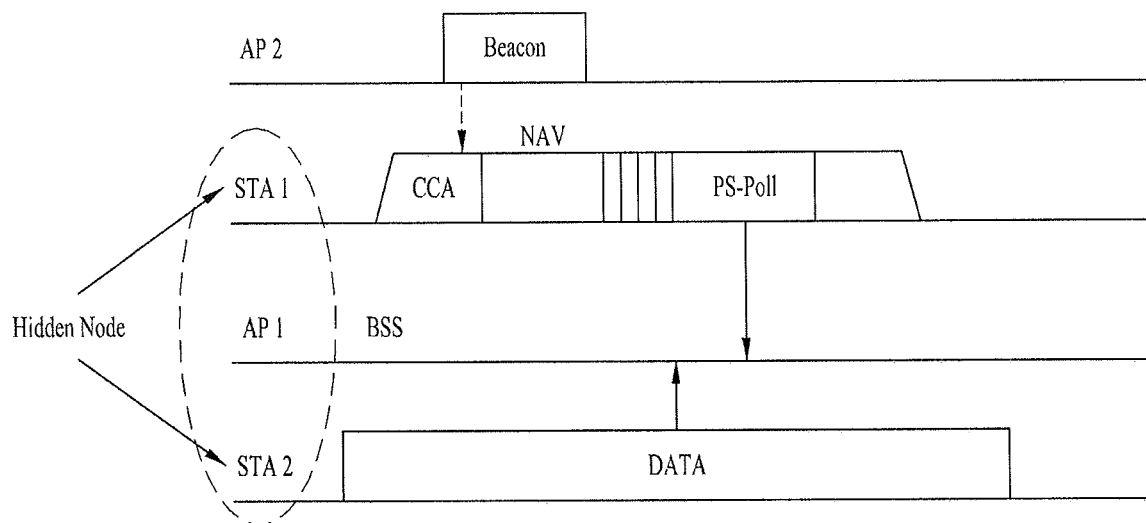 AP 2
Beacon
NAV
STA 1
CCA
PS-Poll
Hidden Node
AP 1
BSS
STA 2
DATA